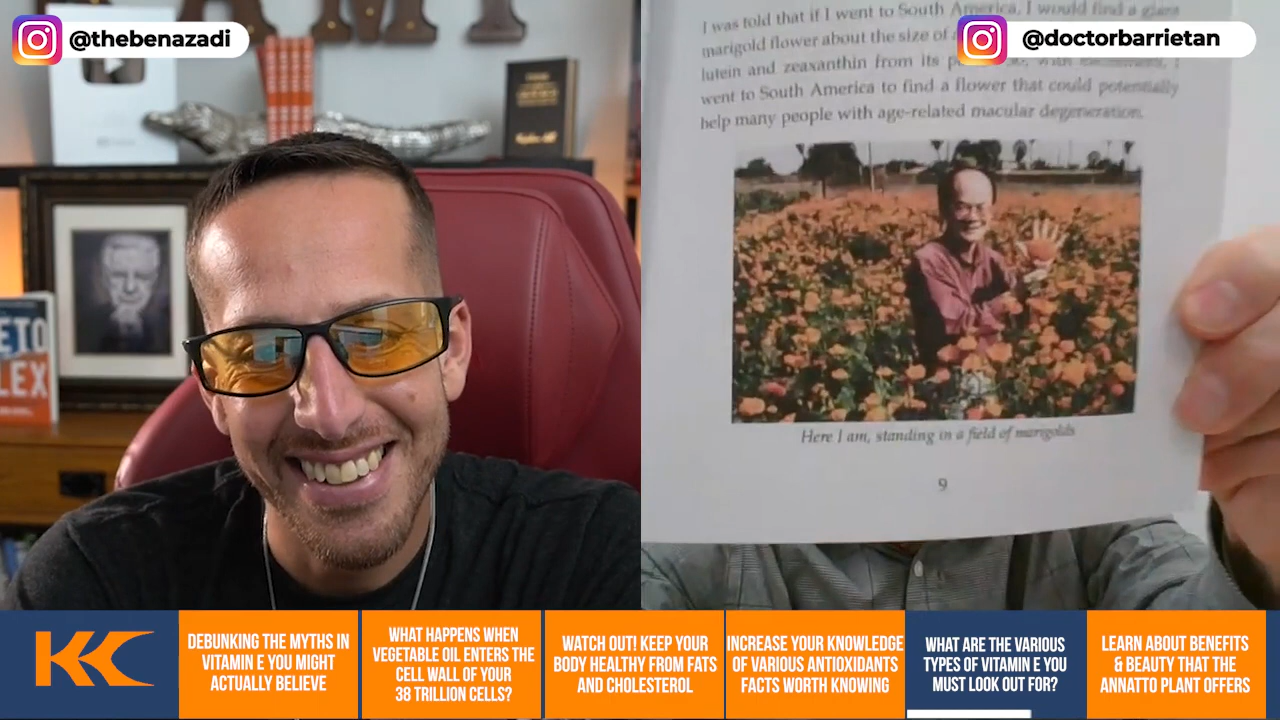 @thebenazadi
@doctorbarrietan
ETO
LEX
I was told that if I went to South America, I would find a
marigold flower about the size of
lutein and zeaxanthin from its
went to South America to find a flower that could potentially
help many people with age-related macular degeneration.
Here I am, standing in a field of marigolds
9
KC
DEBUNKING THE MYTHS IN
VITAMIN E YOU MIGHT
ACTUALLY BELIEVE
WHAT HAPPENS WHEN
VEGETABLE OIL ENTERS THE
CELL WALL OF YOUR
38 TRILLION CELLS?
WATCH OUT! KEEP YOUR
BODY HEALTHY FROM FATS
AND CHOLESTEROL
INCREASE YOUR KNOWLEDGE
OF VARIOUS ANTIOXIDANTS
FACTS WORTH KNOWING
WHAT ARE THE VARIOUS
TYPES OF VITAMIN E YOU
MUST LOOK OUT FOR?
LEARN ABOUT BENEFITS
& BEAUTY THAT THE
ANNATTO PLANT OFFERS